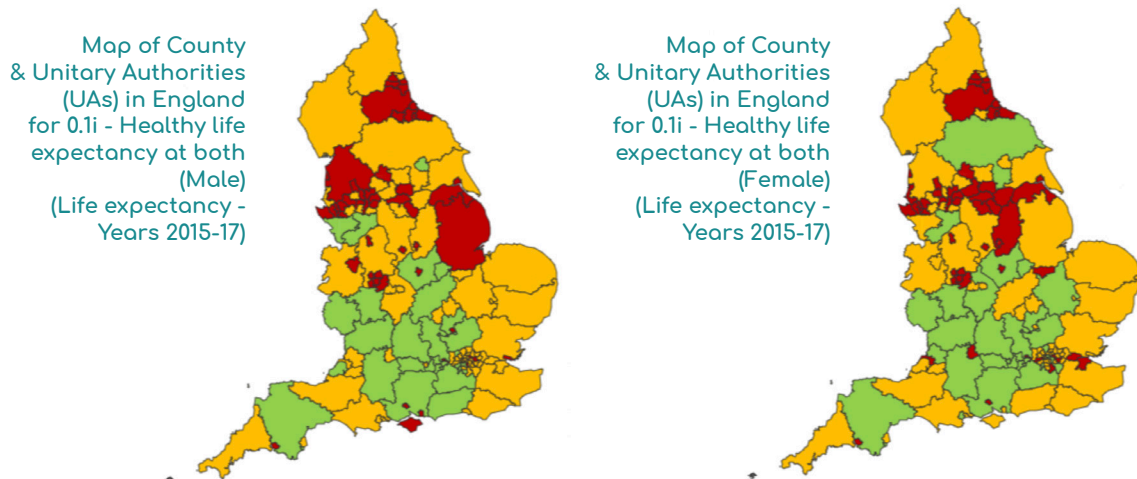 Map of County
& Unitary Authorities
(UAs) in England
for 0.1i - Healthy life
expectancy at both
(Male)
(Life expectancy -
Years 2015-17)
Map of County
& Unitary Authorities
(UAs) in England
for 0.1i - Healthy life
expectancy at both
(Female)
(Life expectancy -
Years 2015-17)